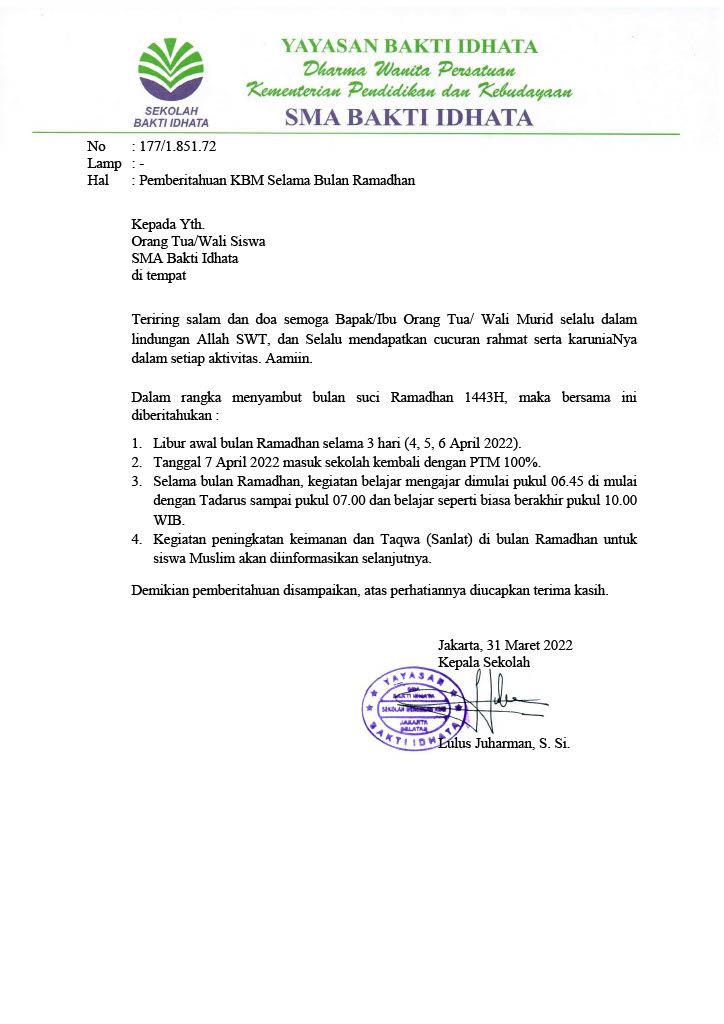 YAYASAN BAKTI IDHATA
Dharma Wanita Persatuan
Kementerian Pendidikan dan Kebudayaan
SMA BAKTI IDHATA
SEKOLAH
BAKTI IDHATA
No : 177/1.851.72
Lamp : -
Hal : Pemberitahuan KBM Selama Bulan Ramadhan
Kepada Yth.
Orang Tua/Wali Siswa
SMA Bakti Idhata
di tempat
Teriring salam dan doa semoga Bapak/Ibu Orang Tua/ Wali Murid selalu dalam
lindungan Allah SWT, dan Selalu mendapatkan cucuran rahmat serta karuniaNya
dalam setiap aktivitas. Aamiin.
Dalam rangka menyambut bulan suci Ramadhan 1443H, maka bersama ini
diberitahukan :
1. Libur awal bulan Ramadhan selama 3 hari (4, 5, 6 April 2022).
2. Tanggal 7 April 2022 masuk sekolah kembali dengan PTM 100%.
3. Selama bulan Ramadhan, kegiatan belajar mengajar dimulai pukul 06.45 di mulai
dengan Tadarus sampai pukul 07.00 dan belajar seperti biasa berakhir pukul 10.00
WIB.
4. Kegiatan peningkatan keimanan dan Taqwa (Sanlat) di bulan Ramadhan untuk
siswa Muslim akan diinformasikan selanjutnya.
Demikian pemberitahuan disampaikan, atas perhatiannya diucapkan terima kasih.
Jakarta, 31 Maret 2022
Kepala Sekolah
YAYASAN
SMA
BAKTI IDHATA
SEKOLAH
JAKARTA
SELATAN
BAKTI IDHATA
Lulus Juharman, S. Si.